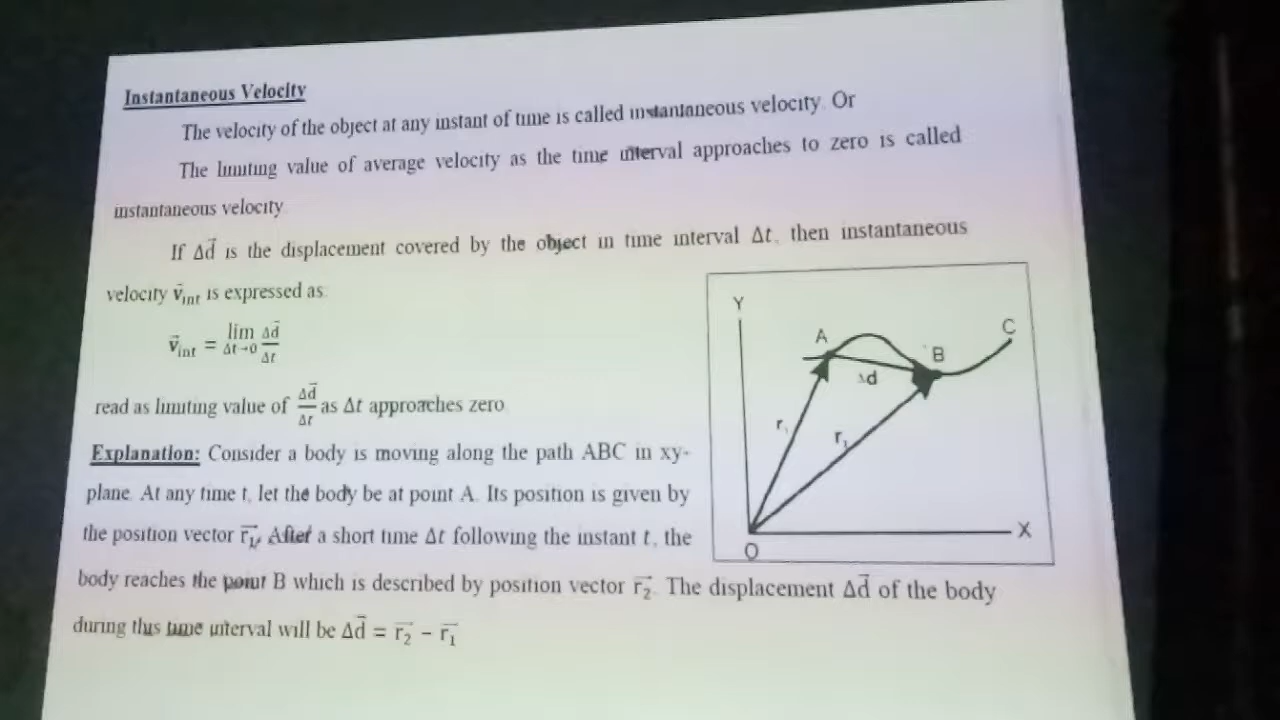 Instantaneous Velocity
The velocity of the object at any instant of time is called instantaneous velocity. Or
The limiting value of average velocity as the time interval approaches to zero is called
instantaneous velocity
If Δd⃗ is the displacement covered by the object in time interval Δt, then instantaneous
velocity v⃗ᵢₙₜ is expressed as:
v⃗ᵢₙₜ = lim Δt→0 Δd⃗/Δt
read as limiting value of Δd⃗/Δt as Δt approaches zero
Explanation: Consider a body is moving along the path ABC in xy-
plane. At any time t, let the body be at point A. Its position is given by
the position vector r₁⃗. After a short time Δt following the instant t, the
body reaches the point B which is described by position vector r₂⃗. The displacement Δd⃗ of the body
during this time interval will be Δd⃗ = r₂⃗ − r₁⃗
Y
A
B
C
Δd
r₁
r₂
O
X